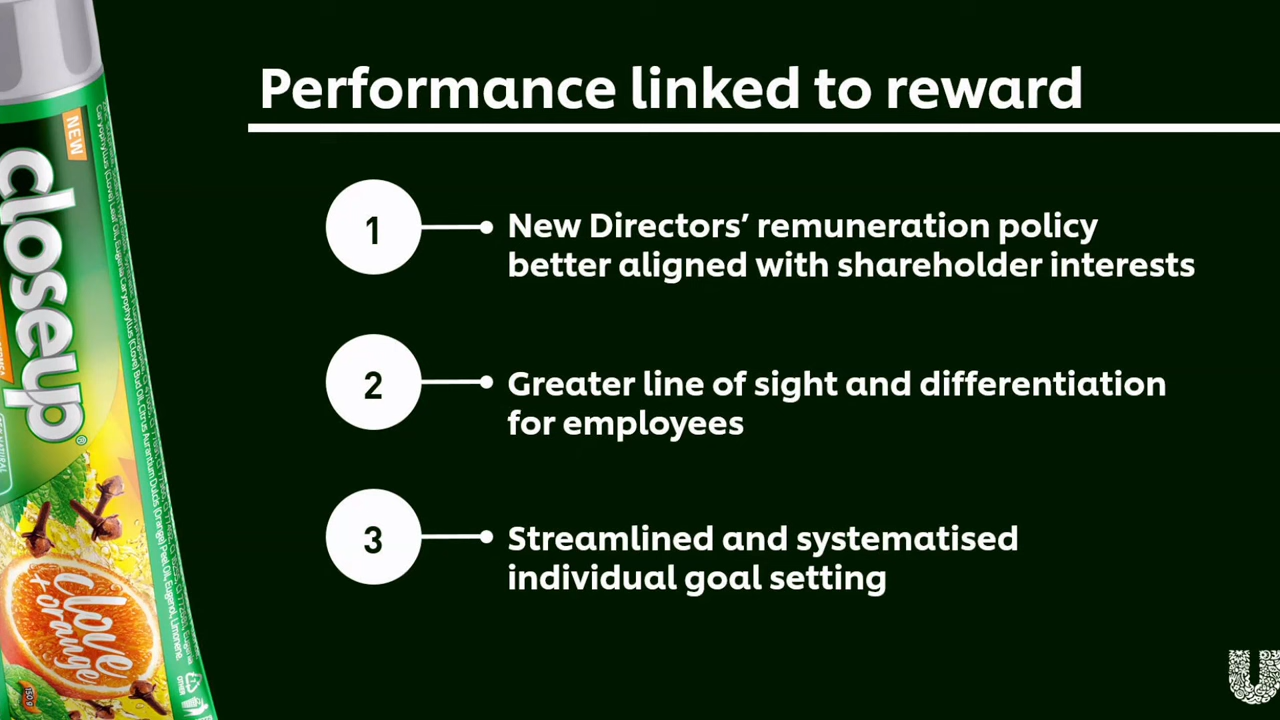 Performance linked to reward
1
New Directors’ remuneration policy
better aligned with shareholder interests
2
Greater line of sight and differentiation
for employees
3
Streamlined and systematised
individual goal setting
NEW
closeup®
clove
+ orange
150g